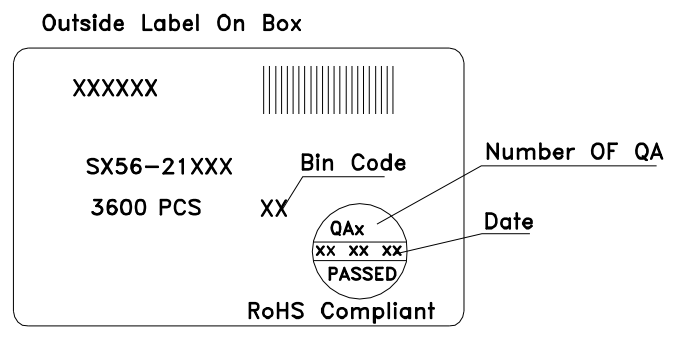 Outside Label On Box
XXXXXX
SX56-21XXX
Bin Code
Number OF QA
3600 PCS
XX
Date
QAx
xx xx xx
PASSED
RoHS Compliant